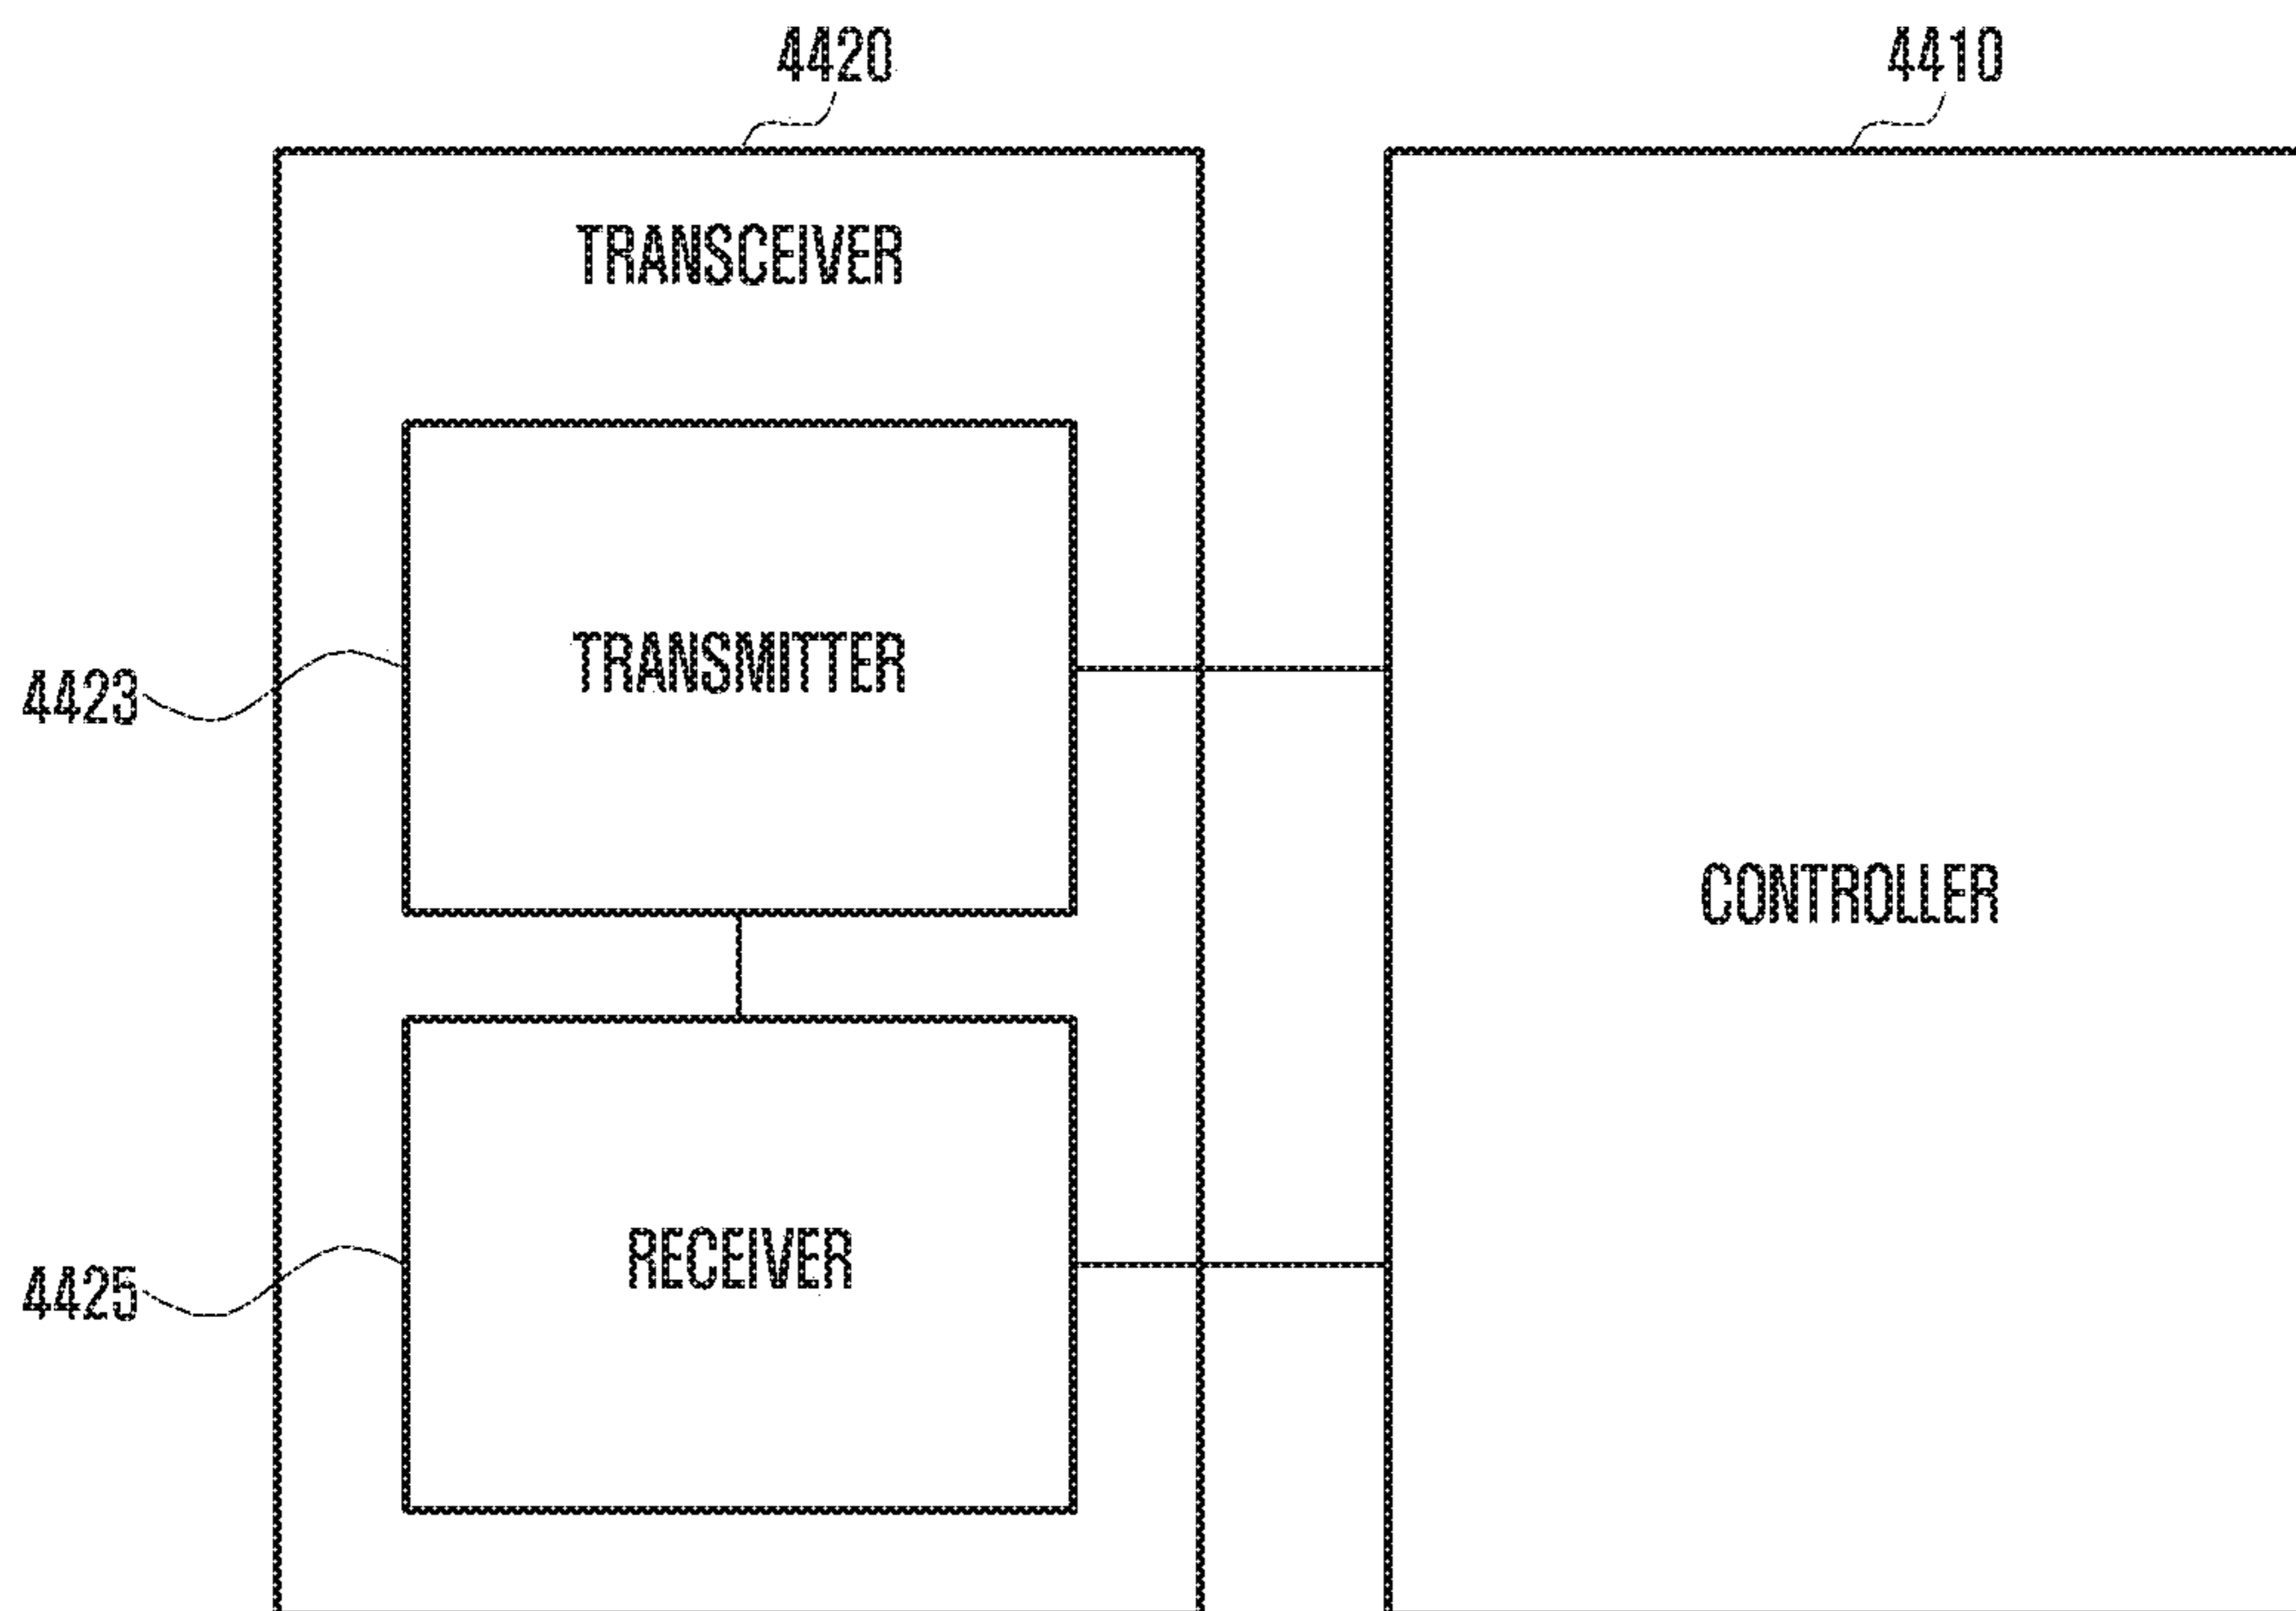 4420
4410
TRANSCEIVER
TRANSMITTER
4423
CONTROLLER
RECEIVER
4425